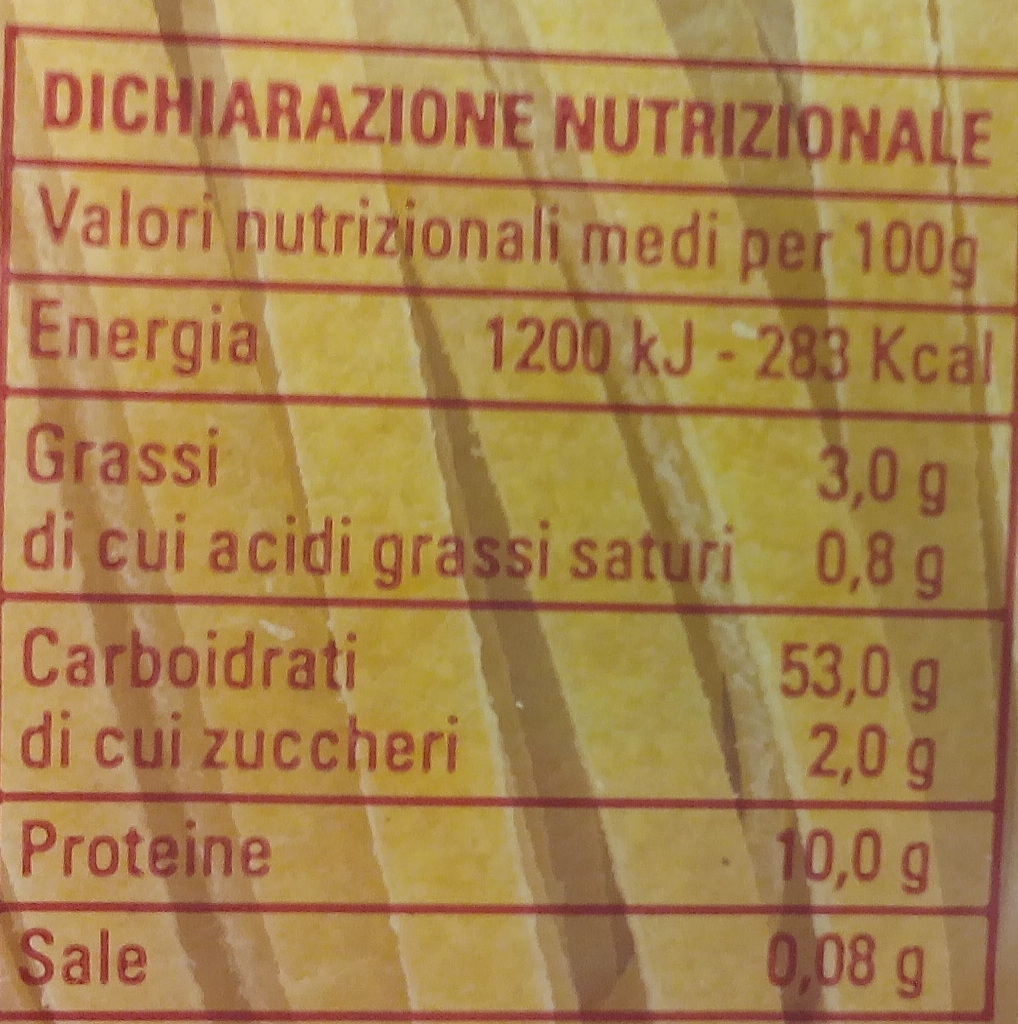 DICHIARAZIONE NUTRIZIONALE
Valori nutrizionali medi per 100g
Energia 1200 kJ - 283 Kcal
Grassi 3,0 g
di cui acidi grassi saturi 0,8 g
Carboidrati 53,0 g
di cui zuccheri 2,0 g
Proteine 10,0 g
Sale 0,08 g